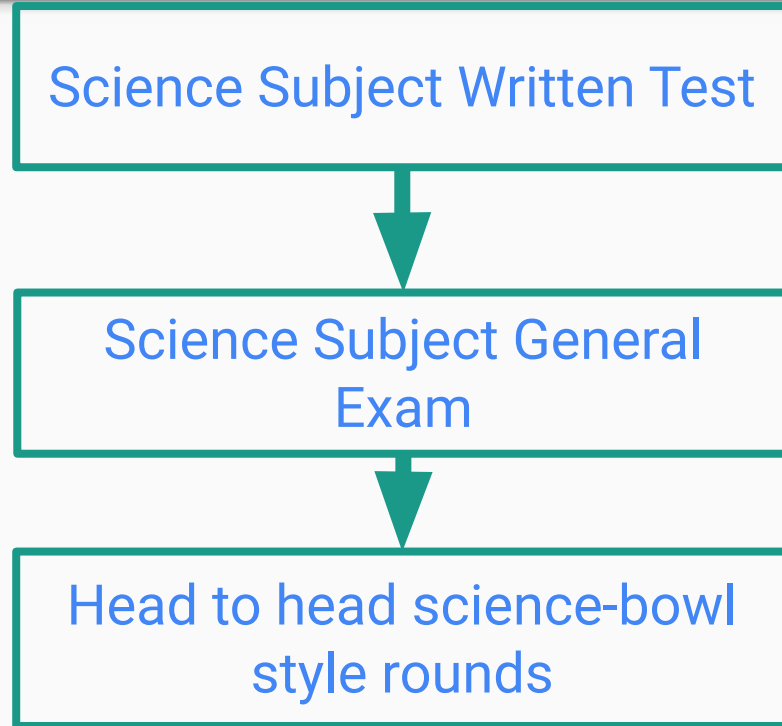 Science Subject Written Test
Science Subject General
Exam
Head to head science-bowl
style rounds